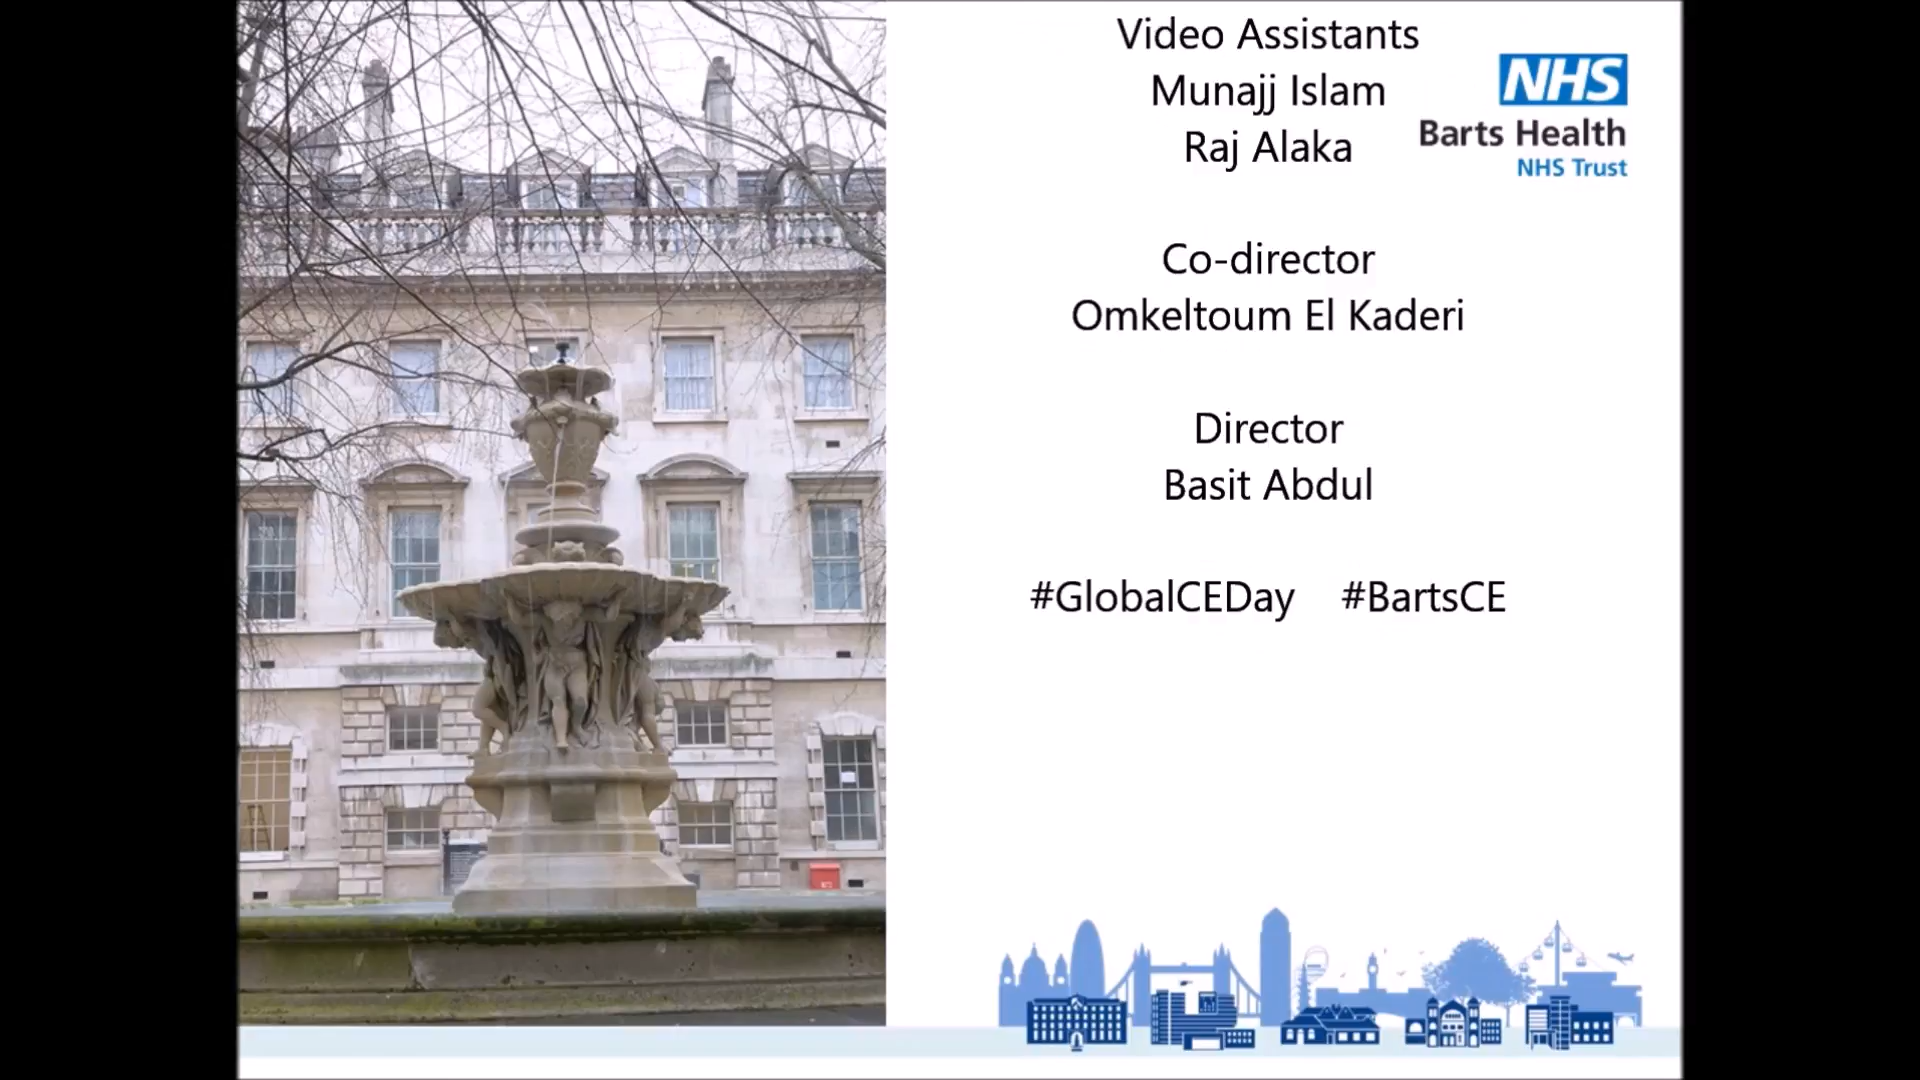 Video Assistants
Munajj Islam
Raj Alaka
NHS
Barts Health
NHS Trust
Co-director
Omkeltoum El Kaderi
Director
Basit Abdul
#GlobalCEDay #BartsCE